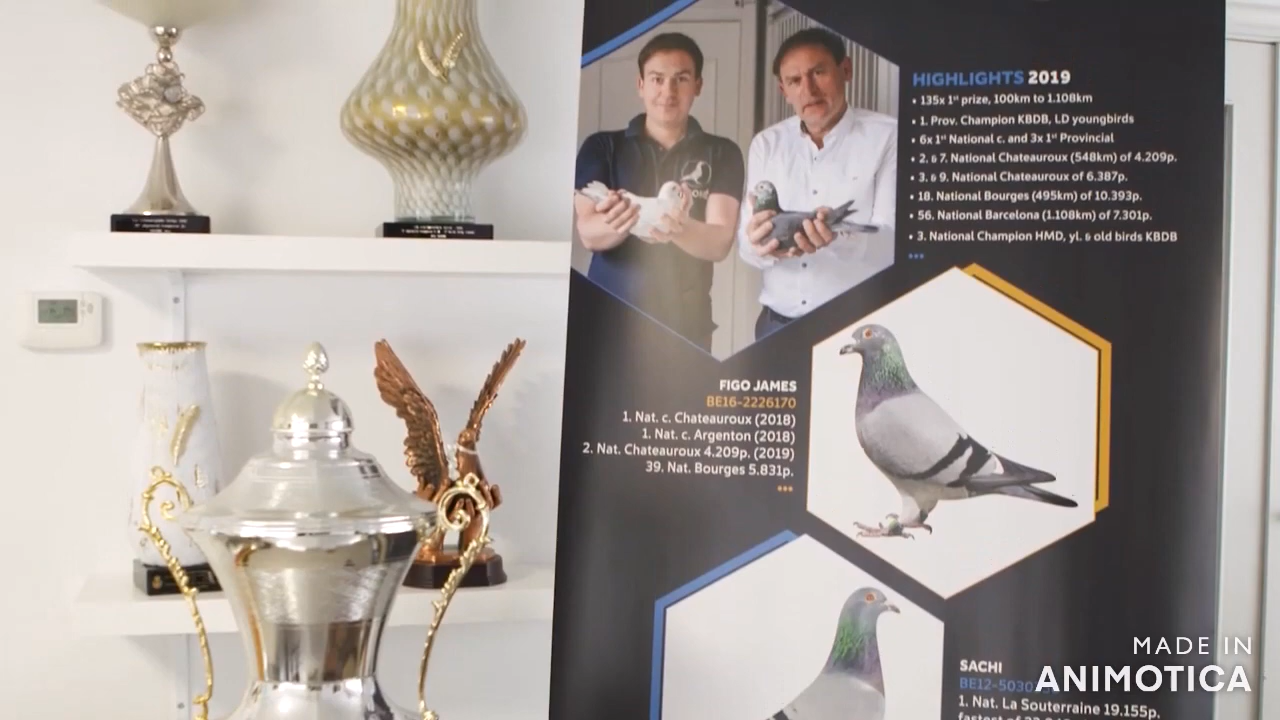 HIGHLIGHTS 2019
• 135x 1st prize, 100km to 1.108km
• 1. Prov. Champion KBDB, LD youngbirds
• 6x 1st National c. and 3x 1st Provincial
• 2. & 7. National Chateauroux (548km) of 4.209p.
• 3. & 9. National Chateauroux of 6.387p.
• 18. National Bourges (495km) of 10.393p.
• 56. National Barcelona (1.108km) of 7.301p.
• 3. National Champion HMD, yl. & old birds KBDB
•••
FIGO JAMES
BE16-2226170
1. Nat. c. Chateauroux (2018)
1. Nat. c. Argenton (2018)
2. Nat. Chateauroux 4.209p. (2019)
39. Nat. Bourges 5.831p.
•••
SACHI
1. Nat. La Souterraine 19.155p.
fastest of
MADE IN
ANIMOTICA